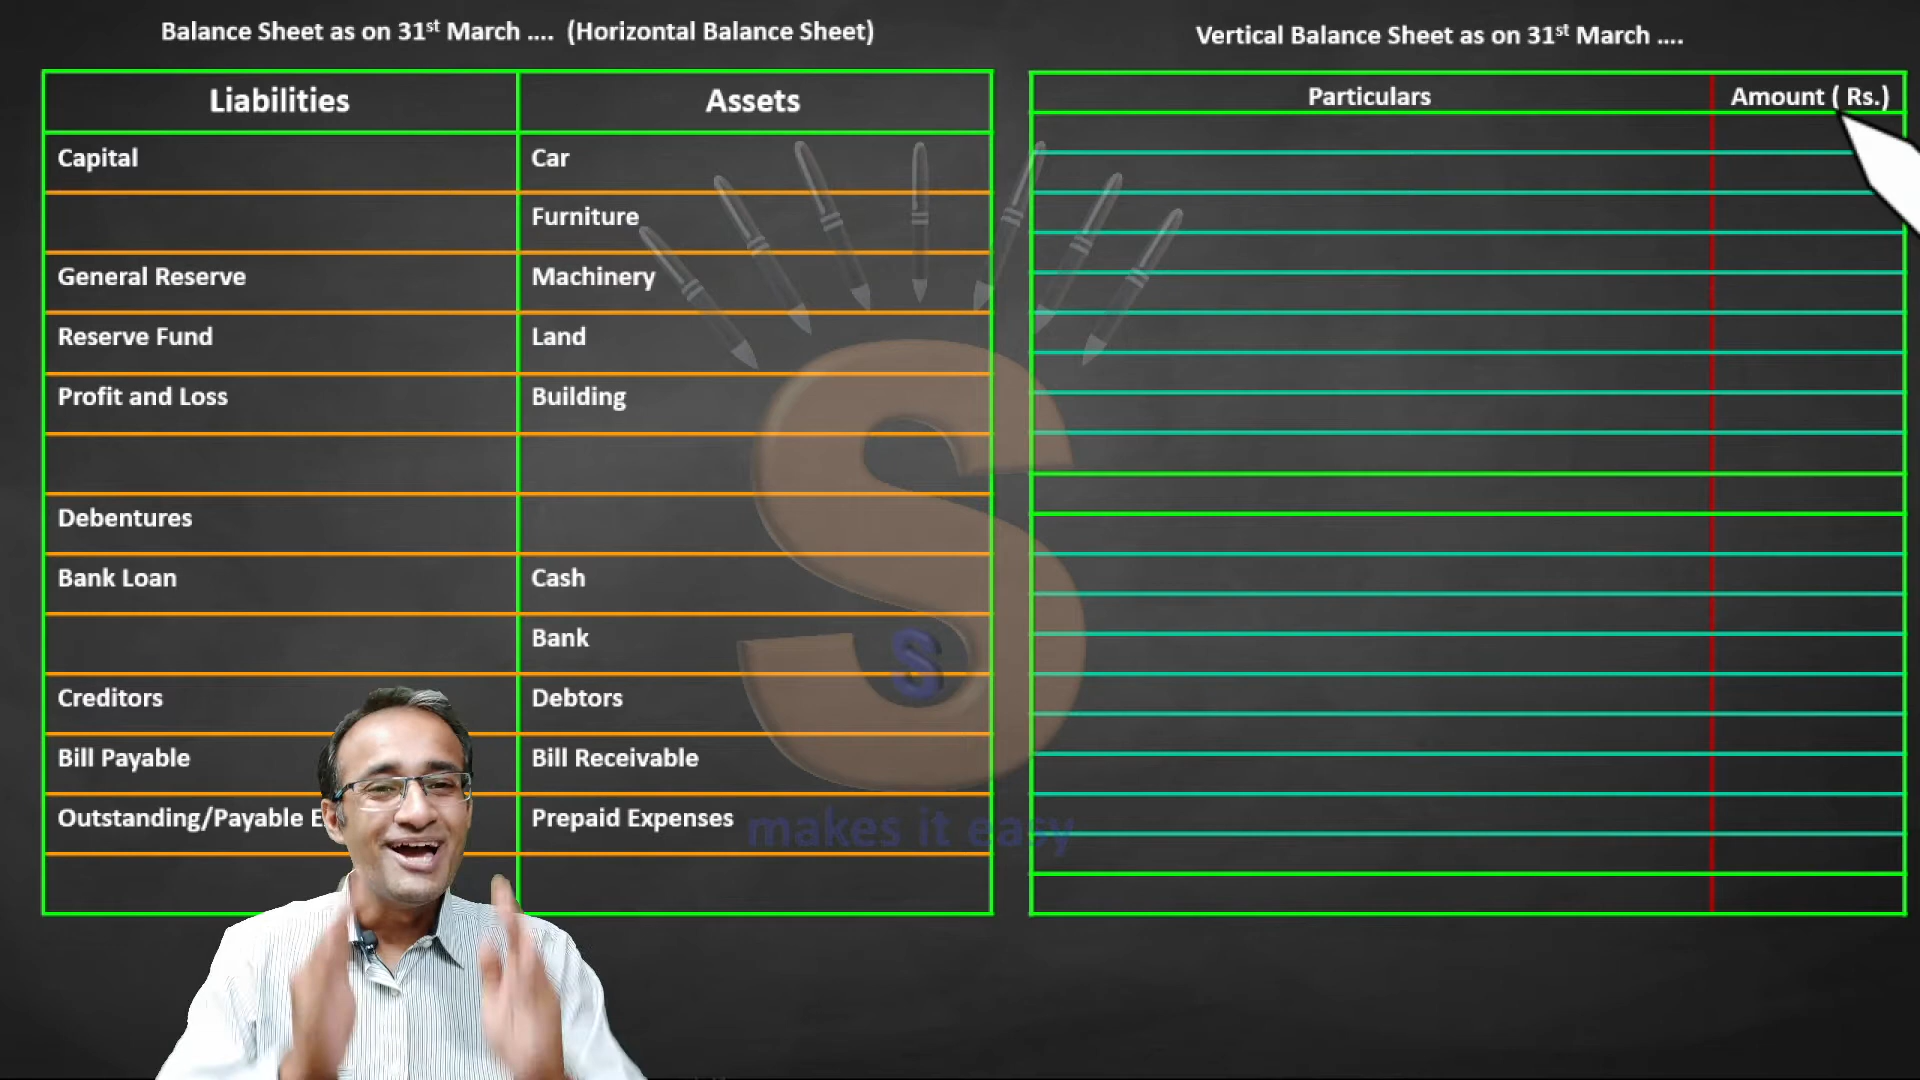 Balance Sheet as on 31st March .... (Horizontal Balance Sheet)
Liabilities Assets
Capital Car
Furniture
General Reserve Machinery
Reserve Fund Land
Profit and Loss Building
Debentures
Bank Loan Cash
Bank
Creditors Debtors
Bill Payable Bill Receivable
Outstanding/Payable E Prepaid Expenses
Vertical Balance Sheet as on 31st March ....
Particulars Amount ( Rs.)
S
S
makes it easy